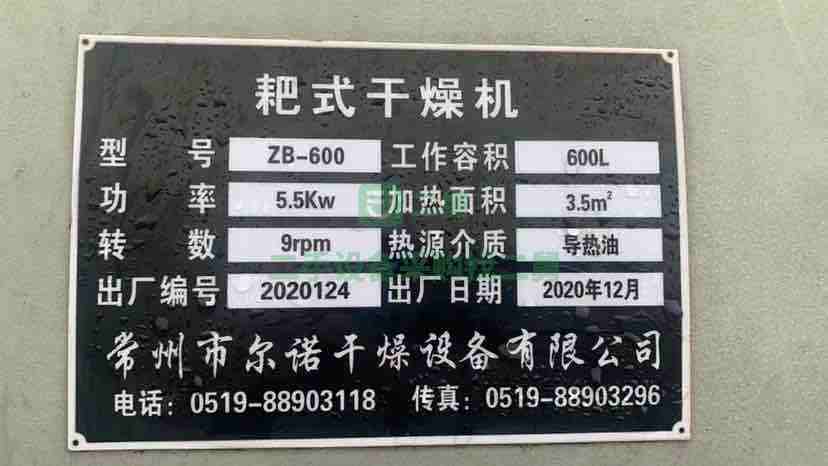 耙式干燥机
型 号 ZB-600 工作容积 600L
功 率 5.5Kw 加热面积 3.5m²
转 数 9rpm 热源介质 导热油
出厂编号 2020124 出厂日期 2020年12月
常州市尔诺干燥设备有限公司
电话：0519-88903118 传真：0519-88903296